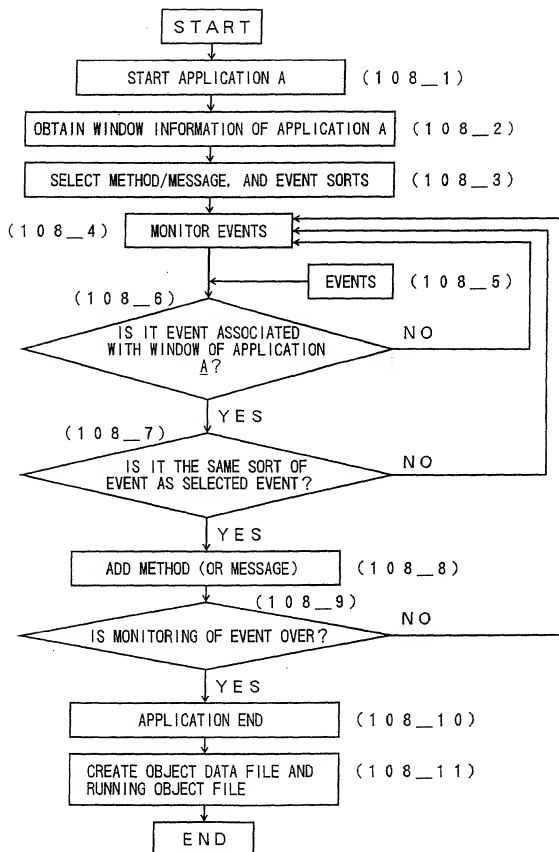 START
START APPLICATION A
(108_1)
OBTAIN WINDOW INFORMATION OF APPLICATION A
(108_2)
SELECT METHOD/MESSAGE, AND EVENT SORTS
(108_3)
(108_4)
MONITOR EVENTS
EVENTS
(108_5)
(108_6)
IS IT EVENT ASSOCIATED
WITH WINDOW OF APPLICATION
A?
NO
YES
(108_7)
IS IT THE SAME SORT OF
EVENT AS SELECTED EVENT?
NO
YES
ADD METHOD (OR MESSAGE)
(108_8)
(108_9)
IS MONITORING OF EVENT OVER?
NO
YES
APPLICATION END
(108_10)
CREATE OBJECT DATA FILE AND
RUNNING OBJECT FILE
(108_11)
END